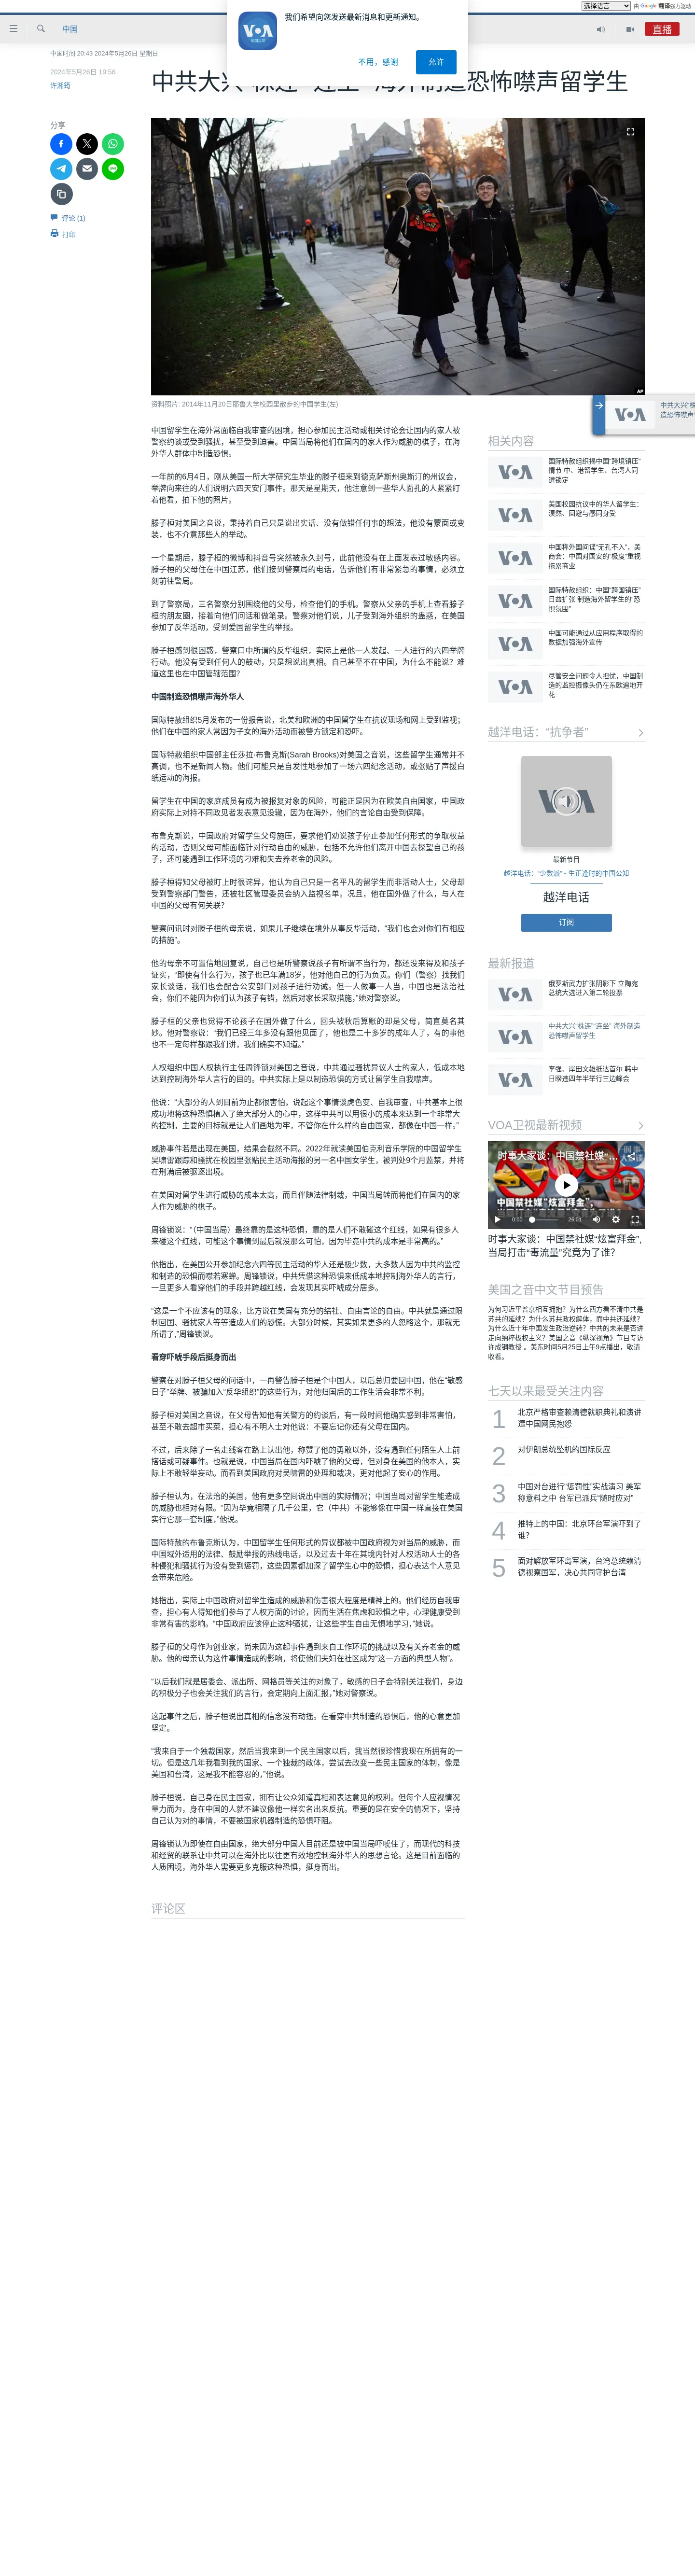 选择语言
由 Google 翻译强力驱动
我们希望向您发送最新消息和更新通知。
VOA
不用，感谢
允许
中国
直播
中国时间 20:43 2024年5月26日 星期日
2024年5月26日 19:56
许湘筠
海外制造恐怖噤声留学生
分享
评论 (1)
打印
AP
资料照片: 2014年11月20日耶鲁大学校园里散步的中国学生(左)
中国留学生在海外常面临自我审查的困境，担心参加民主活动或相关讨论会让国内的家人被
警察约谈或受到骚扰，甚至受到迫害。中国当局将他们在国内的家人作为威胁的棋子，在海
外华人群体中制造恐惧。
一年前的6月4日，刚从美国一所大学研究生毕业的滕子桓来到德克萨斯州奥斯汀的州议会，
举牌向来往的人们说明六四天安门事件。那天是星期天，他注意到一些华人面孔的人紧紧盯
着他看，拍下他的照片。
滕子桓对美国之音说，秉持着自己只是说出实话、没有做错任何事的想法，他没有蒙面或变
装，也不介意那些人的举动。
一个星期后，滕子桓的微博和抖音号突然被永久封号，此前他没有在上面发表过敏感内容。
滕子桓的父母住在中国江苏，他们接到警察局的电话，告诉他们有非常紧急的事情，必须立
刻前往警局。
到了警察局，三名警察分别围绕他的父母，检查他们的手机。警察从父亲的手机上查看滕子
桓的朋友圈，接着向他们问话和做笔录。警察对他们说，儿子受到海外组织的蛊惑，在美国
参加了反华活动，受到爱国留学生的举报。
滕子桓感到很困惑，警察口中所谓的反华组织，实际上是他一人发起、一人进行的六四举牌
行动。他没有受到任何人的鼓动，只是想说出真相。自己甚至不在中国，为什么不能说？难
道这里也在中国管辖范围？
中国制造恐惧噤声海外华人
国际特赦组织5月发布的一份报告说，北美和欧洲的中国留学生在抗议现场和网上受到监视；
他们在中国的家人常因为子女的海外活动而被警方锁定和恐吓。
国际特赦组织中国部主任莎拉·布鲁克斯(Sarah Brooks)对美国之音说，这些留学生通常并不
高调，也不是新闻人物。他们可能只是自发性地参加了一场六四纪念活动，或张贴了声援白
纸运动的海报。
留学生在中国的家庭成员有成为被报复对象的风险，可能正是因为在欧美自由国家，中国政
府实际上对持不同政见者发表意见没辙，因为在海外，他们的言论自由受到保障。
布鲁克斯说，中国政府对留学生父母施压，要求他们劝说孩子停止参加任何形式的争取权益
的活动，否则父母可能面临针对行动自由的威胁，包括不允许他们离开中国去探望自己的孩
子，还可能遇到工作环境的刁难和失去养老金的风险。
滕子桓得知父母被盯上时很诧异，他认为自己只是一名平凡的留学生而非活动人士，父母却
受到警察部门警告，还被社区管理委员会纳入监视名单。况且，他在国外做了什么，与人在
中国的父母有何关联？
警察问讯时对滕子桓的母亲说，如果儿子继续在境外从事反华活动，“我们也会对你们有相应
的措施”。
他的母亲不可置信地回复说，自己也是听警察说孩子有所谓不当行为，都还没来得及和孩子
证实，“即使有什么行为，孩子也已年满18岁，他对他自己的行为负责。你们（警察）找我们
家长谈话，我们也会配合公安部门对孩子进行劝诫。但一人做事一人当，中国也是法治社
会，你们不能因为你们认为孩子有错，然后对家长采取措施，”她对警察说。
滕子桓的父亲也觉得不论孩子在国外做了什么，回头被秋后算账的却是父母，简直莫名其
妙。他对警察说：“我们已经三年多没有跟他见面了，他也是二十多岁的成年人了，有的事他
也不一定每样都跟我们讲，我们确实不知道。”
人权组织中国人权执行主任周锋锁对美国之音说，中共通过骚扰异议人士的家人，低成本地
达到控制海外华人言行的目的。中共实际上是以制造恐惧的方式让留学生自我噤声。
他说：“大部分的人到目前为止都很害怕，说起这个事情谈虎色变、自我审查，中共基本上很
成功地将这种恐惧植入了绝大部分人的心中，这样中共可以用很小的成本来达到一个非常大
的控制，主要的目标就是让人们画地为牢，不管你在什么样的自由国家，都像在中国一样。”
威胁事件若是出现在美国，结果会截然不同。2022年就读美国伯克利音乐学院的中国留学生
吴啸雷跟踪和骚扰在校园里张贴民主活动海报的另一名中国女学生，被判处9个月监禁，并将
在刑满后被驱逐出境。
在美国对留学生进行威胁的成本太高，而且伴随法律制裁，中国当局转而将他们在国内的家
人作为威胁的棋子。
周锋锁说：“（中国当局）最终靠的是这种恐惧，靠的是人们不敢碰这个红线，如果有很多人
来碰这个红线，可能这个事情到最后就没那么可怕，因为毕竟中共的成本是非常高的。”
他指出，在美国公开参加纪念六四等民主活动的华人还是极少数，大多数人因为中共的监控
和制造的恐惧而噤若寒蝉。周锋锁说，中共凭借这种恐惧来低成本地控制海外华人的言行，
一旦更多人看穿他们的手段并跨越红线，会发现其实吓唬成分居多。
“这是一个不应该有的现象，比方说在美国有充分的结社、自由言论的自由。中共就是通过限
制回国、骚扰家人等等造成人们的恐慌。大部分时候，其实如果更多的人忽略这个，那就无
所谓了，”周锋锁说。
看穿吓唬手段后挺身而出
警察在对滕子桓父母的问话中，一再警告滕子桓是个中国人，以后总归要回中国，他在“敏感
日子”举牌、被骗加入“反华组织”的这些行为，对他归国后的工作生活会非常不利。
滕子桓对美国之音说，在父母告知他有关警方的约谈后，有一段时间他确实感到非常害怕，
甚至不敢去超市买菜，担心有不明人士对他说：不要忘记你还有父母在国内。
不过，后来除了一名走线客在路上认出他，称赞了他的勇敢以外，没有遇到任何陌生人上前
搭话或可疑事件。也就是说，中国当局在国内吓唬了他的父母，但对身在美国的他本人，实
际上不敢轻举妄动。而看到美国政府对吴啸雷的处理和裁决，更对他起了安心的作用。
滕子桓认为，在法治的美国，他有更多空间说出中国的实际情况；中国当局对留学生能造成
的威胁也相对有限。“因为毕竟相隔了几千公里，它（中共）不能够像在中国一样直接在美国
实行它那一套制度，”他说。
国际特赦的布鲁克斯认为，中国留学生任何形式的异议都被中国政府视为对当局的威胁，而
中国域外适用的法律、鼓励举报的热线电话，以及过去十年在其境内针对人权活动人士的各
种侵犯和骚扰行为没有受到惩罚，这些因素都加深了留学生心中的恐惧，担心表达个人意见
会带来危险。
她指出，实际上中国政府对留学生造成的威胁和伤害很大程度是精神上的。他们经历自我审
查，担心有人得知他们参与了人权方面的讨论，因而生活在焦虑和恐惧之中，心理健康受到
非常有害的影响。“中国政府应该停止这种骚扰，让这些学生自由无惧地学习，”她说。
滕子桓的父母作为创业家，尚未因为这起事件遇到来自工作环境的挑战以及有关养老金的威
胁。他的母亲认为这件事情造成的影响，将使他们夫妇在社区成为“这一方面的典型人物”。
“以后我们就是居委会、派出所、网格员等关注的对象了，敏感的日子会特别关注我们，身边
的积极分子也会关注我们的言行，会定期向上面汇报，”她对警察说。
这起事件之后，滕子桓说出真相的信念没有动摇。在看穿中共制造的恐惧后，他的心意更加
坚定。
“我来自于一个独裁国家，然后当我来到一个民主国家以后，我当然很珍惜我现在所拥有的一
切。但是这几年我看到我的国家、一个独裁的政体，尝试去改变一些民主国家的体制，像是
美国和台湾，这是我不能容忍的，”他说。
滕子桓说，自己身在民主国家，拥有让公众知道真相和表达意见的权利。但每个人应视情况
量力而为，身在中国的人就不建议像他一样实名出来反抗。重要的是在安全的情况下，坚持
自己认为对的事情，不要被国家机器制造的恐惧吓阻。
周锋锁认为即使在自由国家，绝大部分中国人目前还是被中国当局吓唬住了，而现代的科技
和经贸的联系让中共可以在海外比以往更有效地控制海外华人的思想言论。这是目前面临的
人质困境，海外华人需要更多克服这种恐惧，挺身而出。
评论区
VOA
中共大兴“株
造恐怖噤声
相关内容
VOA
国际特赦组织揭中国“跨境镇压”
情节 中、港留学生、台湾人同
遭锁定
VOA
美国校园抗议中的华人留学生：
漠然、回避与感同身受
VOA
中国称外国间谍“无孔不入”，美
商会：中国对国安的“极度”重视
拖累商业
VOA
国际特赦组织：中国“跨国镇压”
日益扩张 制造海外留学生的“恐
惧氛围”
VOA
中国可能通过从应用程序取得的
数据加强海外宣传
VOA
尽管安全问题令人担忧，中国制
造的监控摄像头仍在东欧遍地开
花
越洋电话：“抗争者”
VOA
最新节目
越洋电话：“少数派” - 生正逢时的中国公知
越洋电话
订阅
最新报道
VOA
俄罗斯武力扩张阴影下 立陶宛
总统大选进入第二轮投票
VOA
中共大兴“株连”“连坐” 海外制造
恐怖噤声留学生
VOA
李强、岸田文雄抵达首尔 韩中
日睽违四年半举行三边峰会
VOA卫视最新视频
时事大家谈：中国禁社媒“...
中国禁社媒“炫富拜金”
0:00
26:01
时事大家谈：中国禁社媒“炫富拜金”，
当局打击“毒流量”究竟为了谁?
美国之音中文节目预告
为何习近平普京相互拥抱？为什么西方看不清中共是
苏共的延续？为什么苏共政权解体，而中共还延续？
为什么近十年中国发生政治逆转？中共的未来是否讲
走向纳粹极权主义？美国之音《纵深视角》节目专访
许成钢教授 。美东时间5月25日上午9点播出，敬请
收看。
七天以来最受关注内容
1
北京严格审查赖清德就职典礼和演讲
遭中国网民抱怨
2
对伊朗总统坠机的国际反应
3
中国对台进行“惩罚性”实战演习 美军
称意料之中 台军已派兵“随时应对”
4
推特上的中国：北京环台军演吓到了
谁？
5
面对解放军环岛军演，台湾总统赖清
德视察国军，决心共同守护台湾